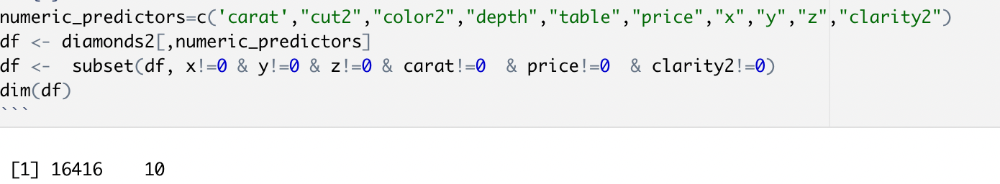 numeric_predictors=c('carat',"cut2","color2","depth","table","price","x","y","z","clarity2")
df <- diamonds2[,numeric_predictors]
df <-  subset(df, x!=0 & y!=0 & z!=0 & carat!=0  & price!=0  & clarity2!=0)
dim(df)
```
[1] 16416    10